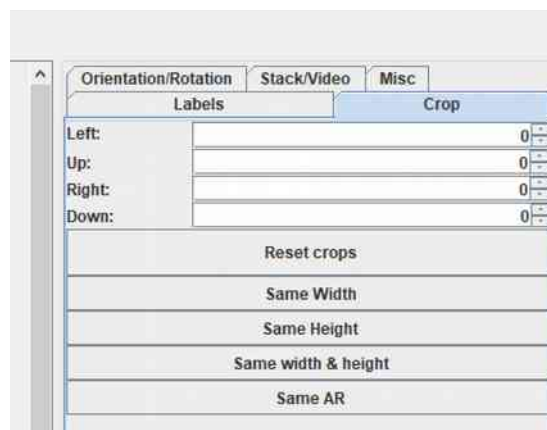 Orientation/Rotation Stack/Video Misc
Labels Crop
Left: 0
Up: 0
Right: 0
Down: 0
Reset crops
Same Width
Same Height
Same width & height
Same AR